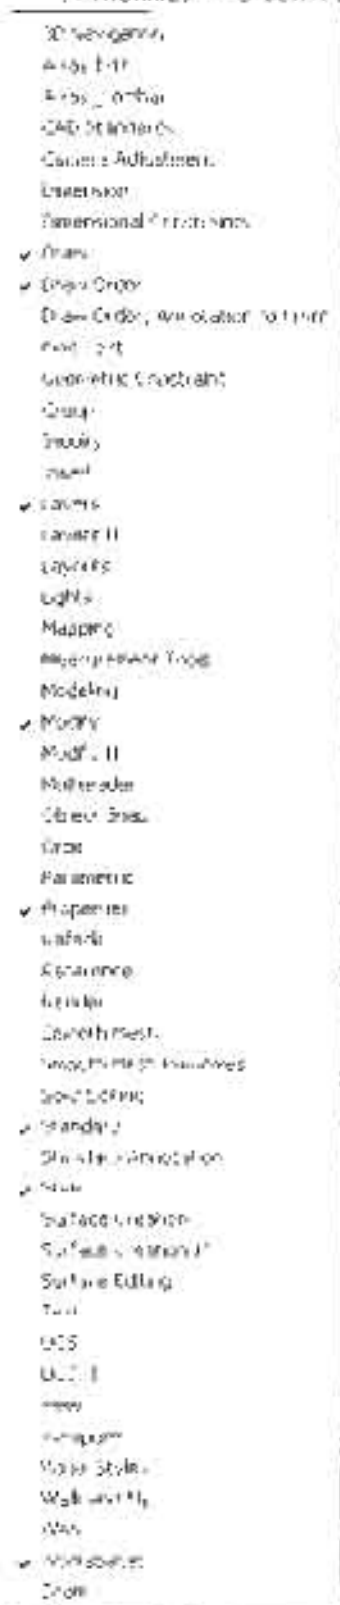 3D Navigation
Array Edit
Array Toolbar
CAD Standards
Camera Adjustment
Dimension
Dimensional Constraints
✓ Draw
✓ Draw Order
Draw Order, Annotation to Front
Find Text
Geometric Constraint
Group
Inquiry
Insert
✓ Layers
Layers II
Layouts
Lights
Mapping
Measurement Tools
Modeling
✓ Modify
Modify II
Multileader
Object Snap
Orbit
Parametric
✓ Properties
Refedit
Reference
Render
Smooth Mesh
Smooth Mesh Primitives
Solid Editing
✓ Standard
Standard Annotation
✓ Styles
Surface Creation
Surface Creation II
Surface Editing
Text
UCS
UCS II
View
Viewports
Visual Styles
Walk and Fly
Web
✓ Workspaces
Zoom